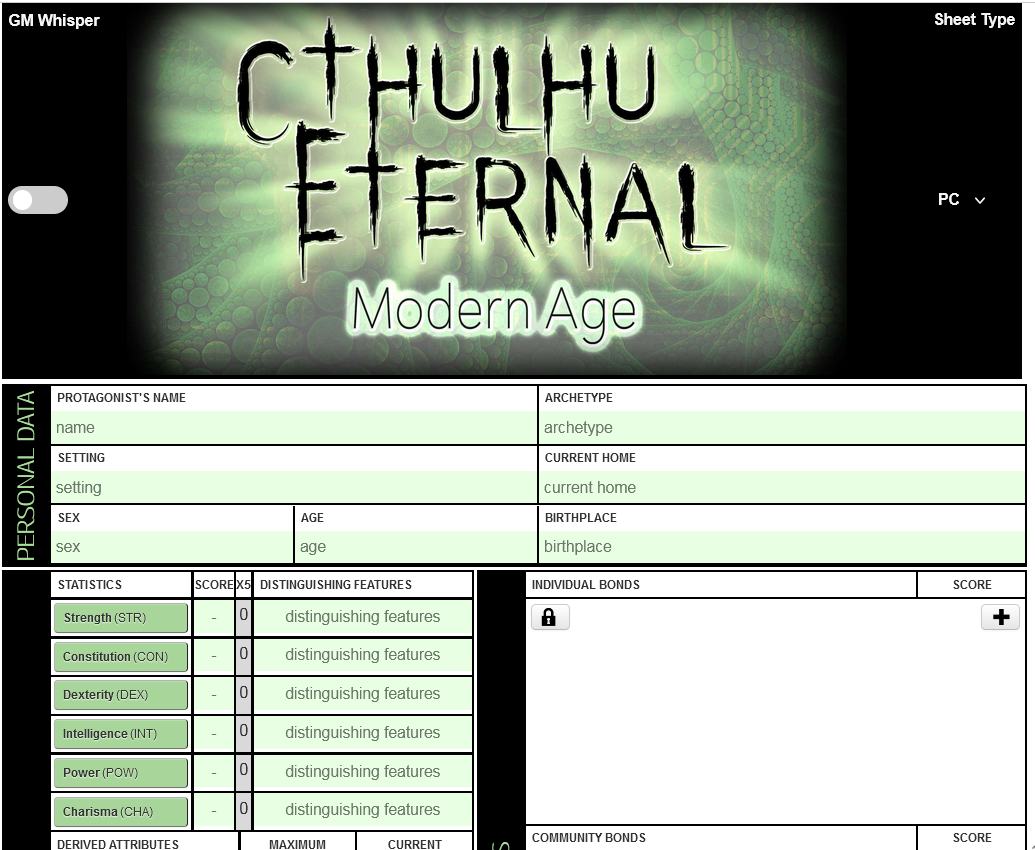 GM Whisper
Sheet Type
CTHULHU
ETERNAL
Modern Age
PC
PERSONAL DATA
PROTAGONIST'S NAME
ARCHETYPE
name
archetype
SETTING
CURRENT HOME
setting
current home
SEX
AGE
BIRTHPLACE
sex
age
birthplace
STATISTICS
SCORE
X5
DISTINGUISHING FEATURES
INDIVIDUAL BONDS
SCORE
Strength (STR)
-
0
distinguishing features
Constitution (CON)
-
0
distinguishing features
Dexterity (DEX)
-
0
distinguishing features
Intelligence (INT)
-
0
distinguishing features
Power (POW)
-
0
distinguishing features
Charisma (CHA)
-
0
distinguishing features
DERIVED ATTRIBUTES
MAXIMUM
CURRENT
COMMUNITY BONDS
SCORE